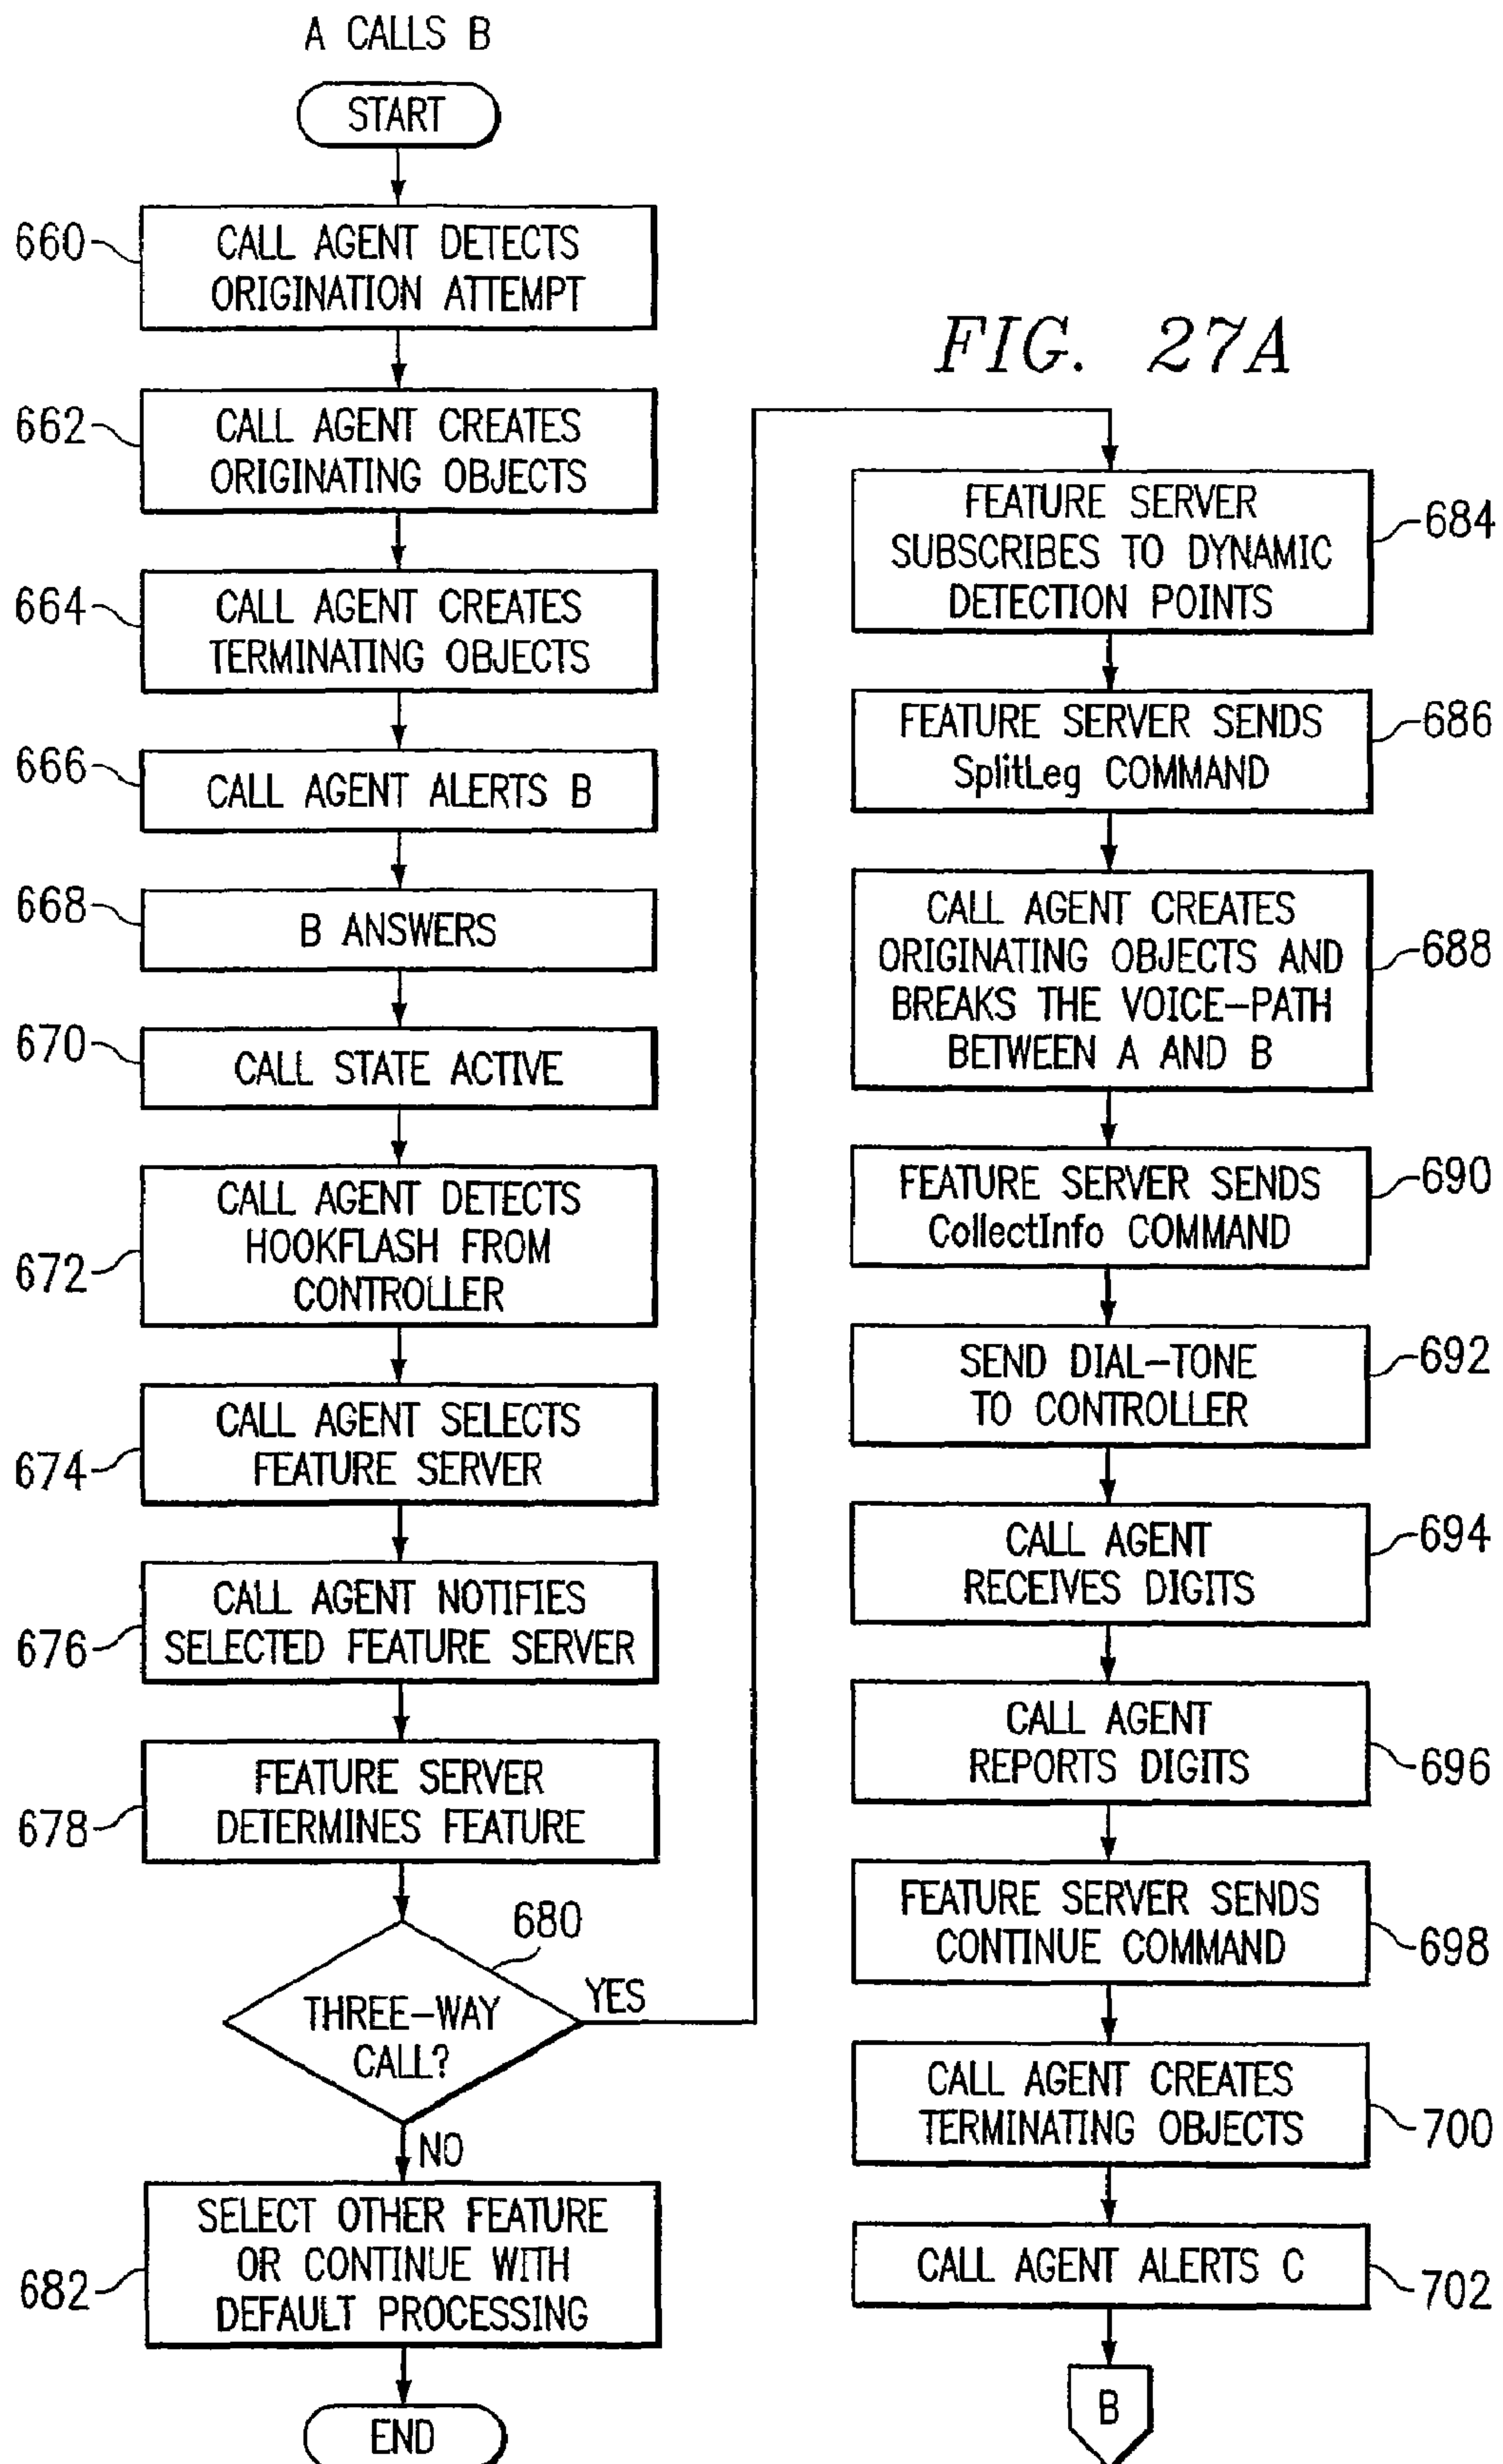 A CALLS B
START
660
CALL AGENT DETECTS
ORIGINATION ATTEMPT
662
CALL AGENT CREATES
ORIGINATING OBJECTS
664
CALL AGENT CREATES
TERMINATING OBJECTS
666
CALL AGENT ALERTS B
668
B ANSWERS
670
CALL STATE ACTIVE
672
CALL AGENT DETECTS
HOOKFLASH FROM
CONTROLLER
674
CALL AGENT SELECTS
FEATURE SERVER
676
CALL AGENT NOTIFIES
SELECTED FEATURE SERVER
678
FEATURE SERVER
DETERMINES FEATURE
680
THREE-WAY
CALL?
YES
NO
682
SELECT OTHER FEATURE
OR CONTINUE WITH
DEFAULT PROCESSING
END
FIG. 27A
FEATURE SERVER
SUBSCRIBES TO DYNAMIC
DETECTION POINTS
684
FEATURE SERVER SENDS
SplitLeg COMMAND
686
CALL AGENT CREATES
ORIGINATING OBJECTS AND
BREAKS THE VOICE-PATH
BETWEEN A AND B
688
FEATURE SERVER SENDS
CollectInfo COMMAND
690
SEND DIAL-TONE
TO CONTROLLER
692
CALL AGENT
RECEIVES DIGITS
694
CALL AGENT
REPORTS DIGITS
696
FEATURE SERVER SENDS
CONTINUE COMMAND
698
CALL AGENT CREATES
TERMINATING OBJECTS
700
CALL AGENT ALERTS C
702
B